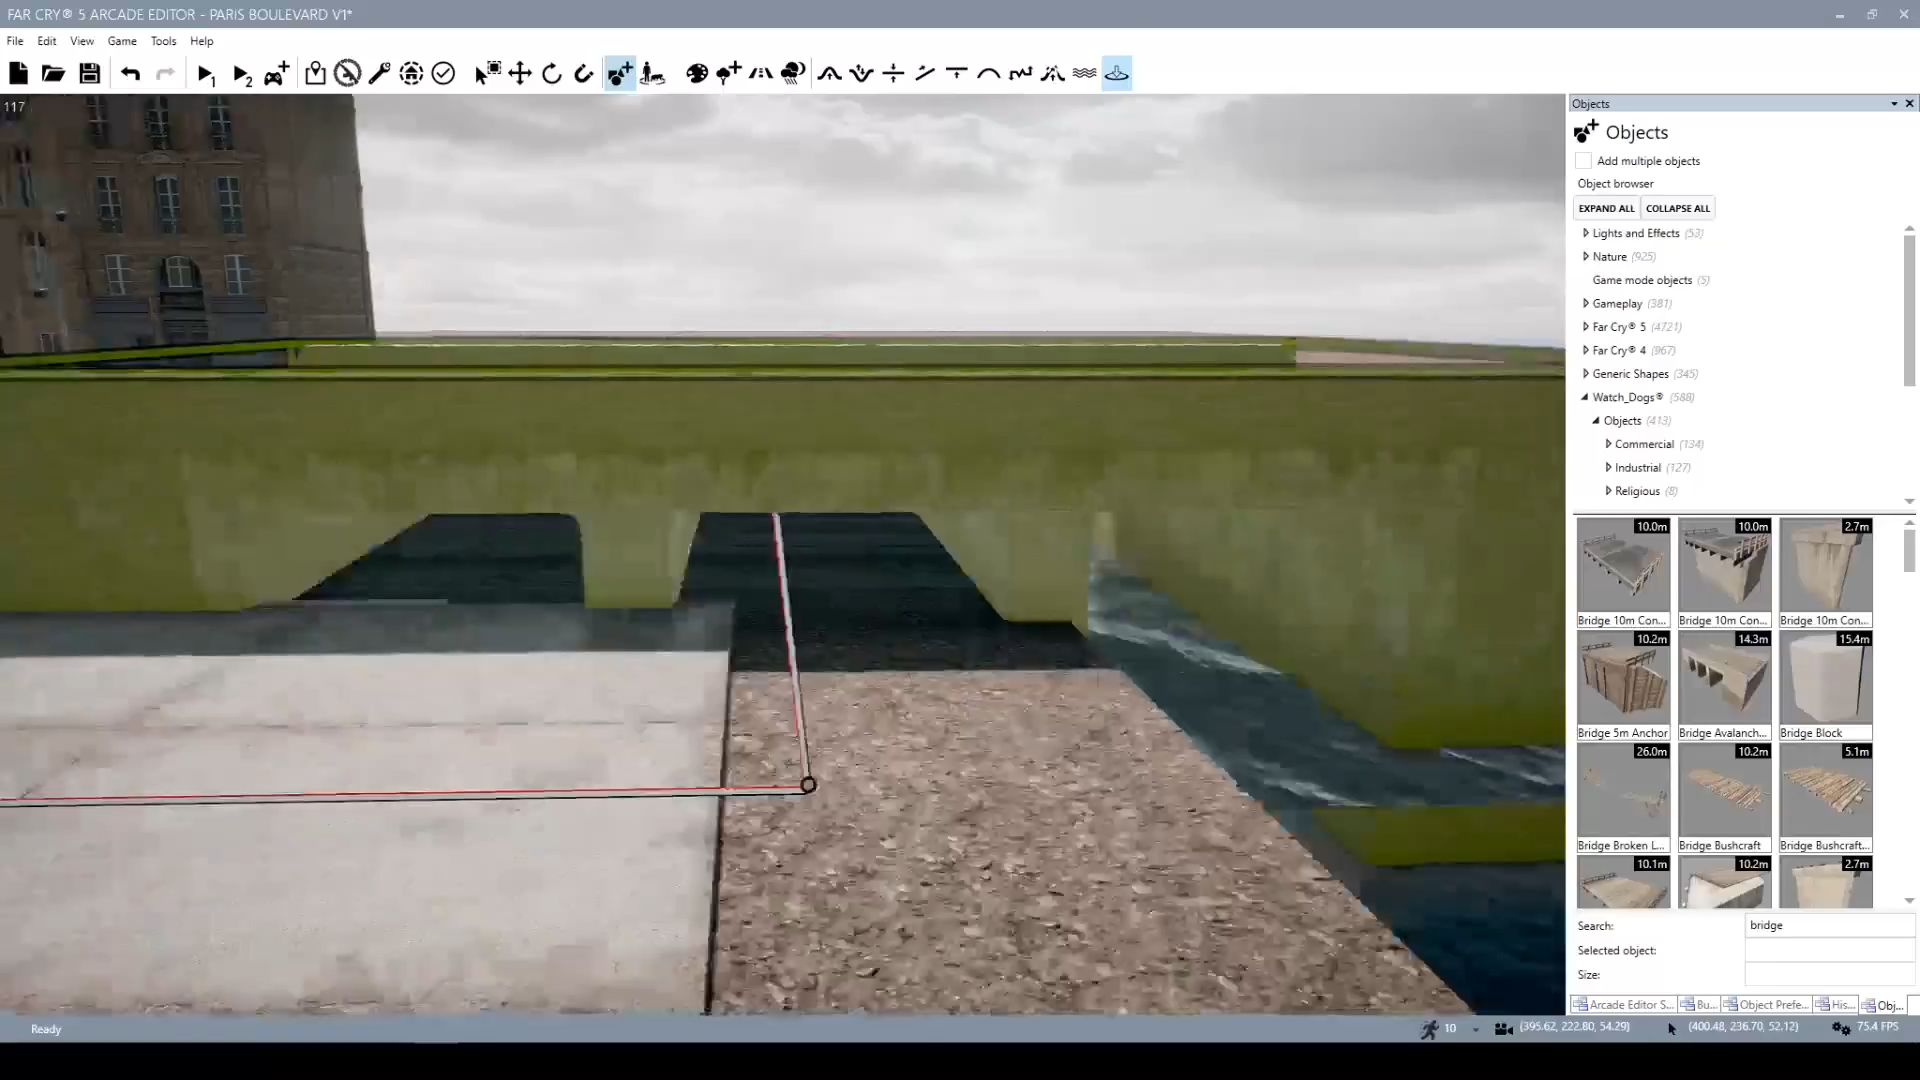 FAR CRY® 5 ARCADE EDITOR - PARIS BOULEVARD V1*
File Edit View Game Tools Help
1 2
117
Objects
Objects
Add multiple objects
Object browser
EXPAND ALL COLLAPSE ALL
Lights and Effects (53)
Nature (925)
Game mode objects (5)
Gameplay (381)
Far Cry® 5 (4721)
Far Cry® 4 (967)
Generic Shapes (345)
Watch_Dogs® (588)
Objects (413)
Commercial (134)
Industrial (127)
Religious (8)
10.0m 10.0m 2.7m
Bridge 10m Con... Bridge 10m Con... Bridge 10m Con...
10.2m 14.3m 15.4m
Bridge 5m Anchor Bridge Avalanch... Bridge Block
26.0m 10.2m 5.1m
Bridge Broken L... Bridge Bushcraft Bridge Bushcraft...
10.1m 10.2m 2.7m
Search: bridge
Selected object:
Size:
Arcade Editor S... Bu... Object Prefe... His... Obj...
Ready 10 (395.62, 222.80, 54.29) (400.48, 236.70, 52.12) 75.4 FPS